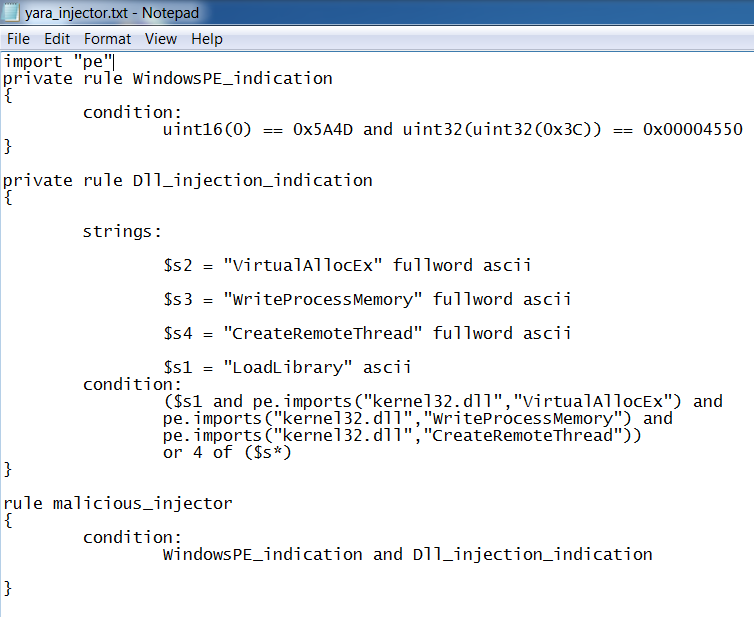 yara_injector.txt - Notepad
File Edit Format View Help
import "pe"
private rule WindowsPE_indication
{
condition:
uint16(0) == 0x5A4D and uint32(uint32(0x3C)) == 0x00004550
}
private rule Dll_injection_indication
{
strings:
$s2 = "VirtualAllocEx" fullword ascii
$s3 = "WriteProcessMemory" fullword ascii
$s4 = "CreateRemoteThread" fullword ascii
$s1 = "LoadLibrary" ascii
condition:
($s1 and pe.imports("kernel32.dll","VirtualAllocEx") and
pe.imports("kernel32.dll","WriteProcessMemory") and
pe.imports("kernel32.dll","CreateRemoteThread"))
or 4 of ($s*)
}
rule malicious_injector
{
condition:
WindowsPE_indication and Dll_injection_indication
}